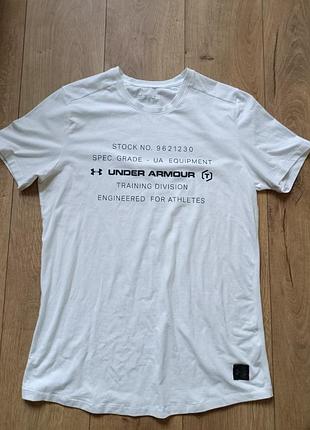 STOCK NO. 9621230
SPEC. GRADE - UA EQUIPMENT
UNDER ARMOUR T
TRAINING DIVISION
ENGINEERED FOR ATHLETES